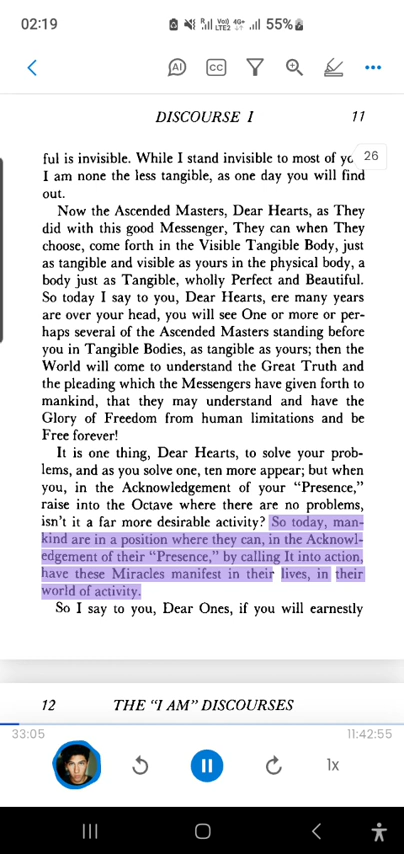 02:19
Vo))
R
LTE2
4G+
55%
AI
CC
DISCOURSE I 11
26
ful is invisible. While I stand invisible to most of
I am none the less tangible, as one day you will find
out.
Now the Ascended Masters, Dear Hearts, as They
did with this good Messenger, They can when They
choose, come forth in the Visible Tangible Body, just
as tangible and visible as yours in the physical body, a
body just as Tangible, wholly Perfect and Beautiful.
So today I say to you, Dear Hearts, ere many years
are over your head, you will see One or more or per-
haps several of the Ascended Masters standing before
you in Tangible Bodies, as tangible as yours; then the
World will come to understand the Great Truth and
the pleading which the Messengers have given forth to
mankind, that they may understand and have the
Glory of Freedom from human limitations and be
Free forever!
It is one thing, Dear Hearts, to solve your prob-
lems, and as you solve one, ten more appear; but when
you, in the Acknowledgement of your “Presence,”
raise into the Octave where there are no problems,
isn't it a far more desirable activity? So today, man-
kind are in a position where they can, in the Acknowl-
edgement of their “Presence,” by calling It into action,
have these Miracles manifest in their lives, in their
world of activity.
So I say to you, Dear Ones, if you will earnestly
12 THE “I AM” DISCOURSES
33:05 11:42:55
1x